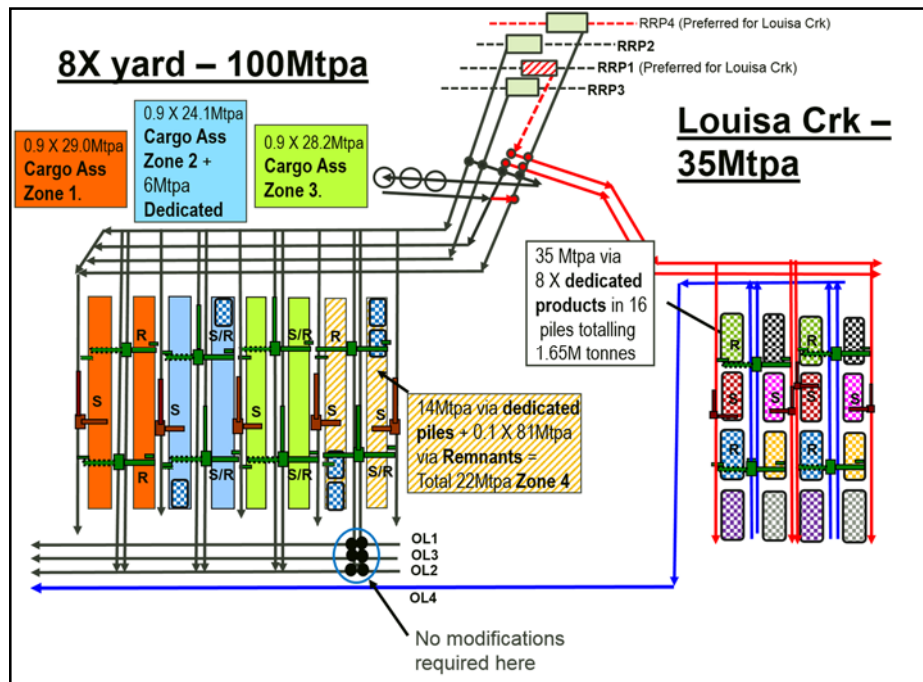 RRP4 (Preferred for Louisa Crk)
RRP2
RRP1 (Preferred for Louisa Crk)
RRP3
8X yard – 100Mtpa
Louisa Crk –
35Mtpa
0.9 X 29.0Mtpa
Cargo Ass
Zone 1.
0.9 X 24.1Mtpa
Cargo Ass
Zone 2 +
6Mtpa
Dedicated
0.9 X 28.2Mtpa
Cargo Ass
Zone 3.
35 Mtpa via
8 X dedicated
products in 16
piles totalling
1.65M tonnes
R
S/R
S/R
R
S
S
S
S
R
S/R
S/R
S/R
14Mtpa via dedicated
piles + 0.1 X 81Mtpa
via Remnants =
Total 22Mtpa Zone 4
R
R
S
S
S
S
R
R
OL1
OL3
OL2
OL4
No modifications
required here